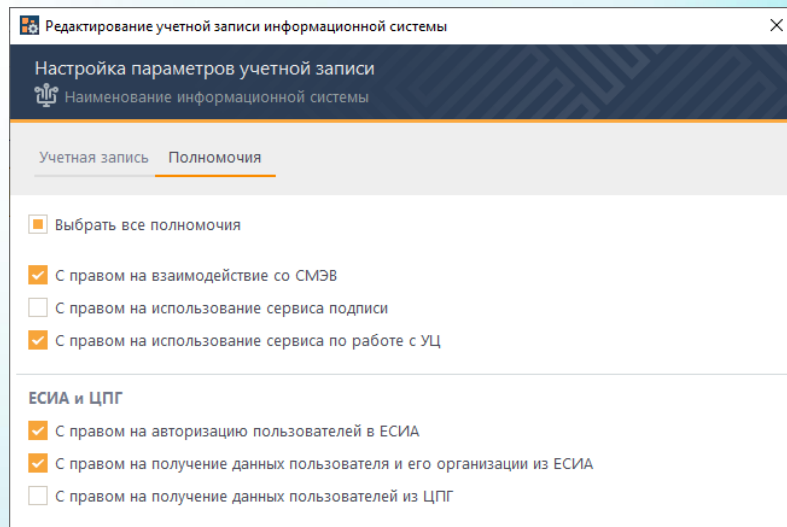 Редактирование учетной записи информационной системы
Настройка параметров учетной записи
Наименование информационной системы
Учетная запись Полномочия
Выбрать все полномочия
С правом на взаимодействие со СМЭВ
С правом на использование сервиса подписи
С правом на использование сервиса по работе с УЦ
ЕСИА и ЦПГ
С правом на авторизацию пользователей в ЕСИА
С правом на получение данных пользователя и его организации из ЕСИА
С правом на получение данных пользователей из ЦПГ